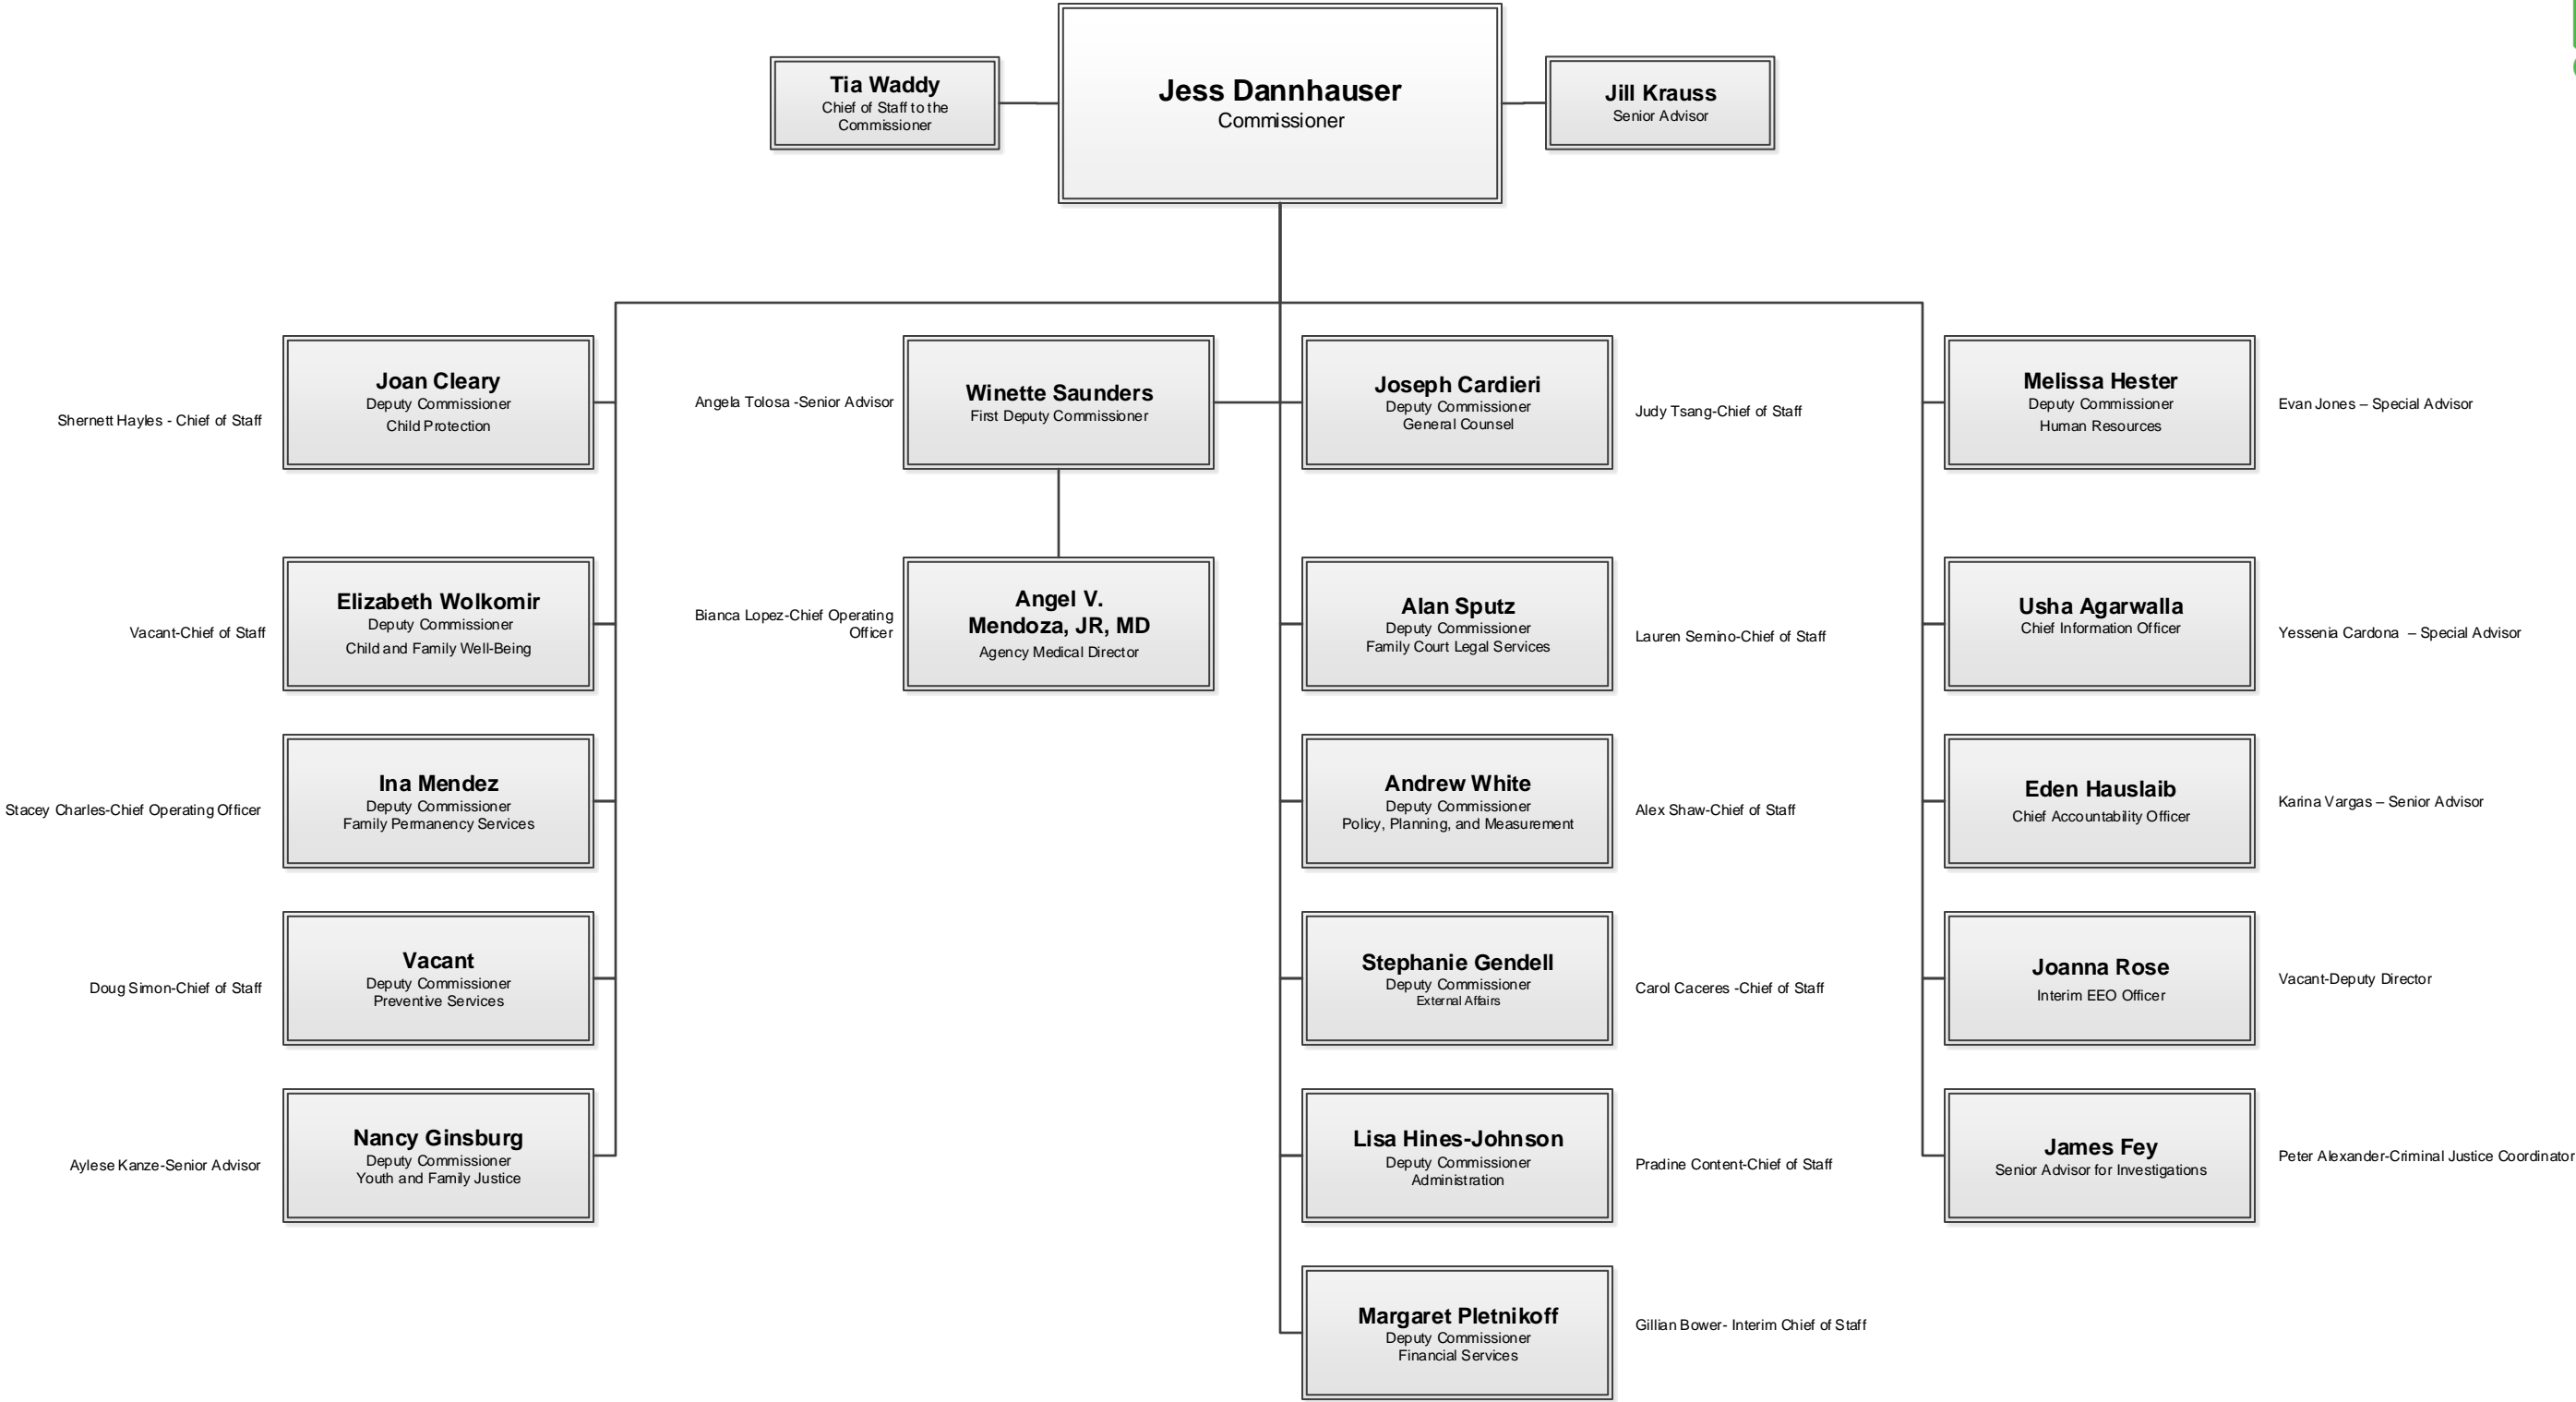 Tia Waddy
Chief of Staff to the
Commissioner
Jess Dannhauser
Commissioner
Jill Krauss
Senior Advisor
Shernett Hayles - Chief of Staff
Joan Cleary
Deputy Commissioner
Child Protection
Vacant-Chief of Staff
Elizabeth Wolkomir
Deputy Commissioner
Child and Family Well-Being
Stacey Charles-Chief Operating Officer
Ina Mendez
Deputy Commissioner
Family Permanency Services
Doug Simon-Chief of Staff
Vacant
Deputy Commissioner
Preventive Services
Aylese Kanze-Senior Advisor
Nancy Ginsburg
Deputy Commissioner
Youth and Family Justice
Angela Tolosa -Senior Advisor
Winette Saunders
First Deputy Commissioner
Bianca Lopez-Chief Operating
Officer
Angel V.
Mendoza, JR, MD
Agency Medical Director
Joseph Cardieri
Deputy Commissioner
General Counsel
Judy Tsang-Chief of Staff
Alan Sputz
Deputy Commissioner
Family Court Legal Services
Lauren Semino-Chief of Staff
Andrew White
Deputy Commissioner
Policy, Planning, and Measurement
Alex Shaw-Chief of Staff
Stephanie Gendell
Deputy Commissioner
External Affairs
Carol Caceres -Chief of Staff
Lisa Hines-Johnson
Deputy Commissioner
Administration
Pradine Content-Chief of Staff
Margaret Pletnikoff
Deputy Commissioner
Financial Services
Gillian Bower- Interim Chief of Staff
Melissa Hester
Deputy Commissioner
Human Resources
Evan Jones – Special Advisor
Usha Agarwalla
Chief Information Officer
Yessenia Cardona – Special Advisor
Eden Hauslaib
Chief Accountability Officer
Karina Vargas – Senior Advisor
Joanna Rose
Interim EEO Officer
Vacant-Deputy Director
James Fey
Senior Advisor for Investigations
Peter Alexander-Criminal Justice Coordinator